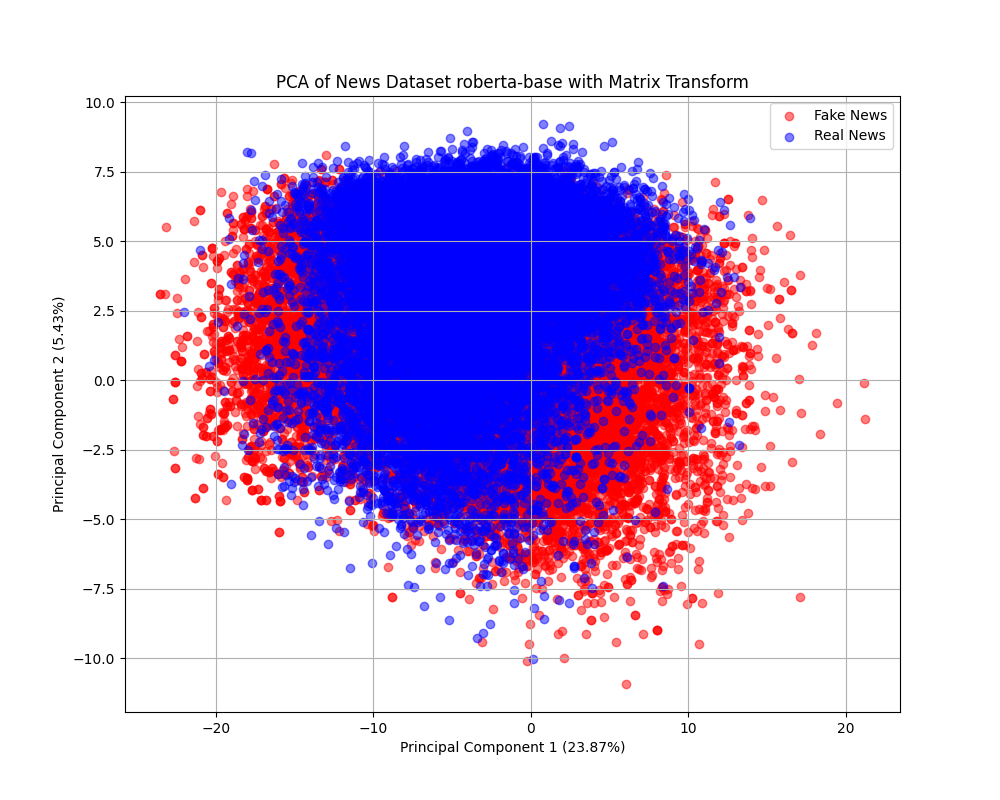 PCA of News Dataset roberta-base with Matrix Transform
Fake News
Real News
Principal Component 2 (5.43%)
10.0
7.5
5.0
2.5
0.0
−2.5
−5.0
−7.5
−10.0
−20 −10 0 10 20
Principal Component 1 (23.87%)